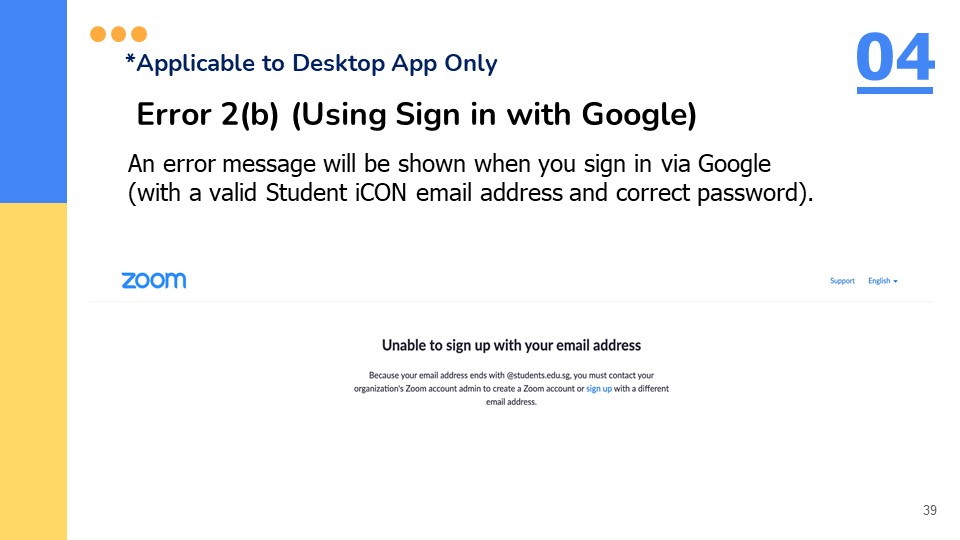 *Applicable to Desktop App Only
04
Error 2(b) (Using Sign in with Google)
An error message will be shown when you sign in via Google
(with a valid Student iCON email address and correct password).
zoom
Support English
Unable to sign up with your email address
Because your email address ends with @students.edu.sg, you must contact your
organization's Zoom account admin to create a Zoom account or sign up with a different
email address.
39